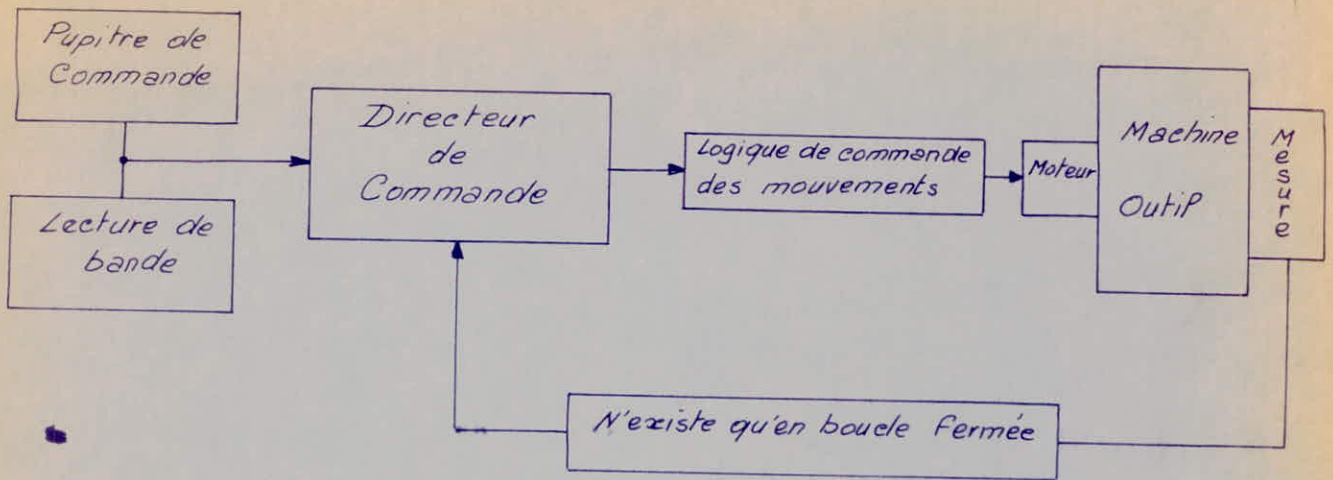 Pupitre de
Commande
Lecture de
bande
Directeur
de
Commande
Logique de commande
des mouvements
Moteur
Machine
Outil
Mesure
N'existe qu'en boucle fermée